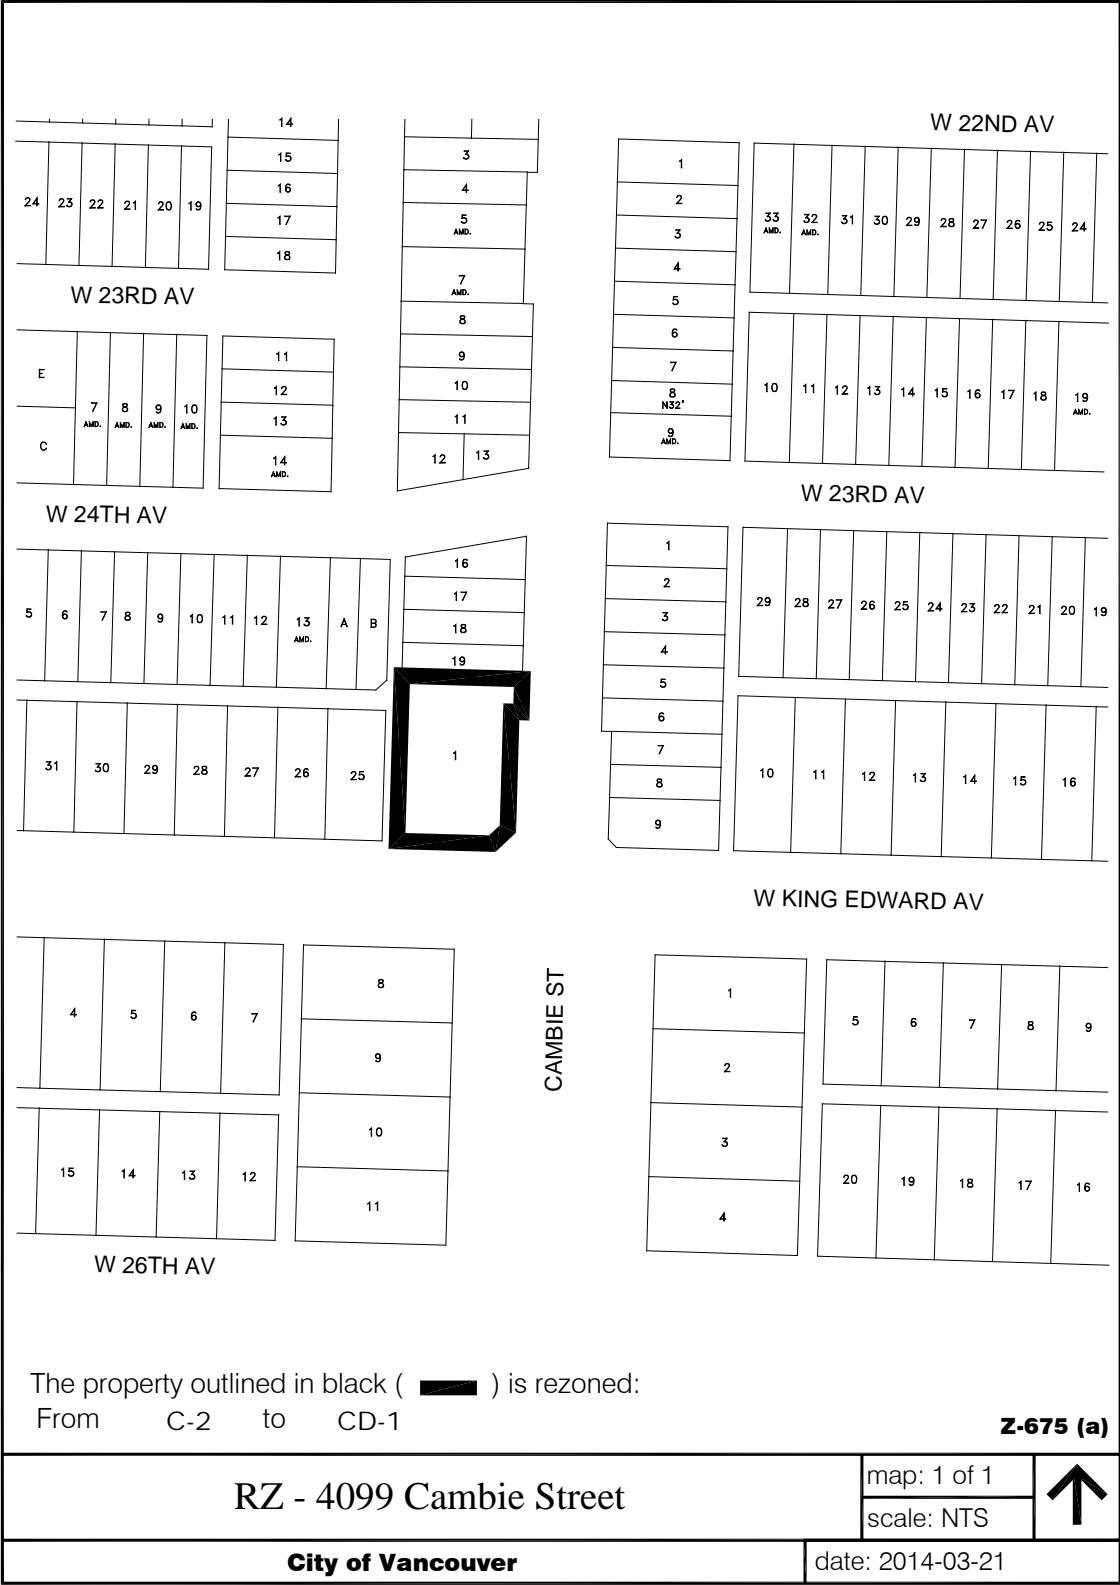 W 22ND AV
14
15
16
17
18
3
4
5
AMD.
7
AMD.
8
9
10
11
12 13
1
2
3
4
5
6
7
8
N32'
9
AMD.
24 23 22 21 20 19
33 32 31 30 29 28 27 26 25 24
AMD. AMD.
W 23RD AV
E
C
7 8 9 10
AMD. AMD. AMD. AMD.
11
12
13
14
AMD.
10 11 12 13 14 15 16 17 18 19
AMD.
W 23RD AV
W 24TH AV
5 6 7 8 9 10 11 12 13 A B
AMD.
16
17
18
19
1
2
3
4
5
6
7
8
9
29 28 27 26 25 24 23 22 21 20 19
31 30 29 28 27 26 25
1
10 11 12 13 14 15 16
W KING EDWARD AV
4 5 6 7
8
9
10
11
CAMBIE ST
1
2
3
4
5 6 7 8 9
15 14 13 12
20 19 18 17 16
W 26TH AV
The property outlined in black ( ) is rezoned:
From C-2 to CD-1
Z-675 (a)
RZ - 4099 Cambie Street
map: 1 of 1
scale: NTS
City of Vancouver
date: 2014-03-21